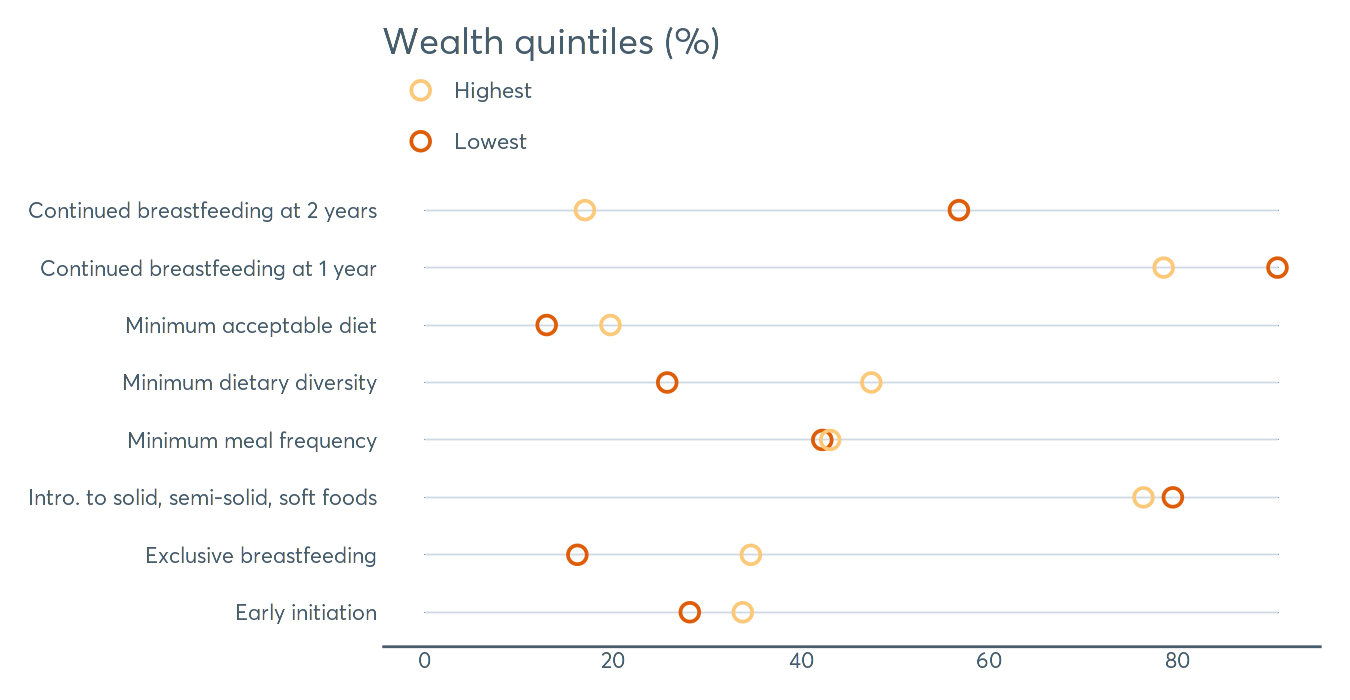 Wealth quintiles (%)
Highest
Lowest
Continued breastfeeding at 2 years
Continued breastfeeding at 1 year
Minimum acceptable diet
Minimum dietary diversity
Minimum meal frequency
Intro. to solid, semi-solid, soft foods
Exclusive breastfeeding
Early initiation
0 20 40 60 80